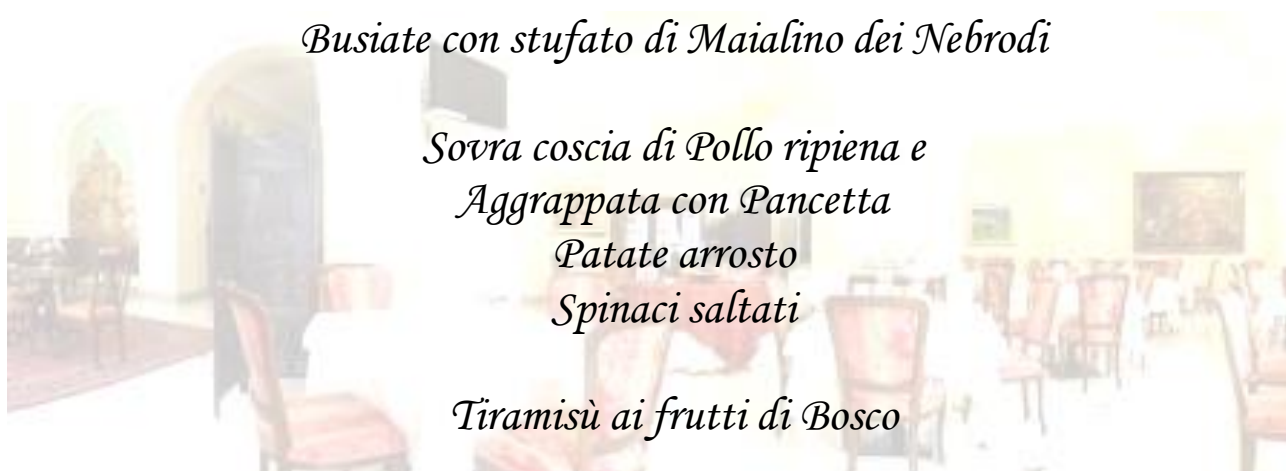 Busiate con stufato di Maialino dei Nebrodi
Sovra coscia di Pollo ripiena e
Aggrappata con Pancetta
Patate arrosto
Spinaci saltati
Tiramisù ai frutti di Bosco